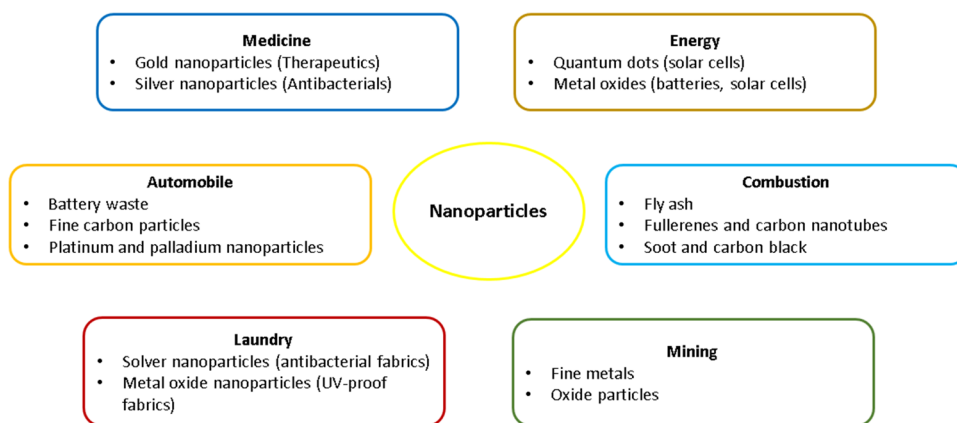 Medicine
• Gold nanoparticles (Therapeutics)
• Silver nanoparticles (Antibacterials)
Energy
• Quantum dots (solar cells)
• Metal oxides (batteries, solar cells)
Automobile
• Battery waste
• Fine carbon particles
• Platinum and palladium nanoparticles
Nanoparticles
Combustion
• Fly ash
• Fullerenes and carbon nanotubes
• Soot and carbon black
Laundry
• Solver nanoparticles (antibacterial fabrics)
• Metal oxide nanoparticles (UV-proof
fabrics)
Mining
• Fine metals
• Oxide particles